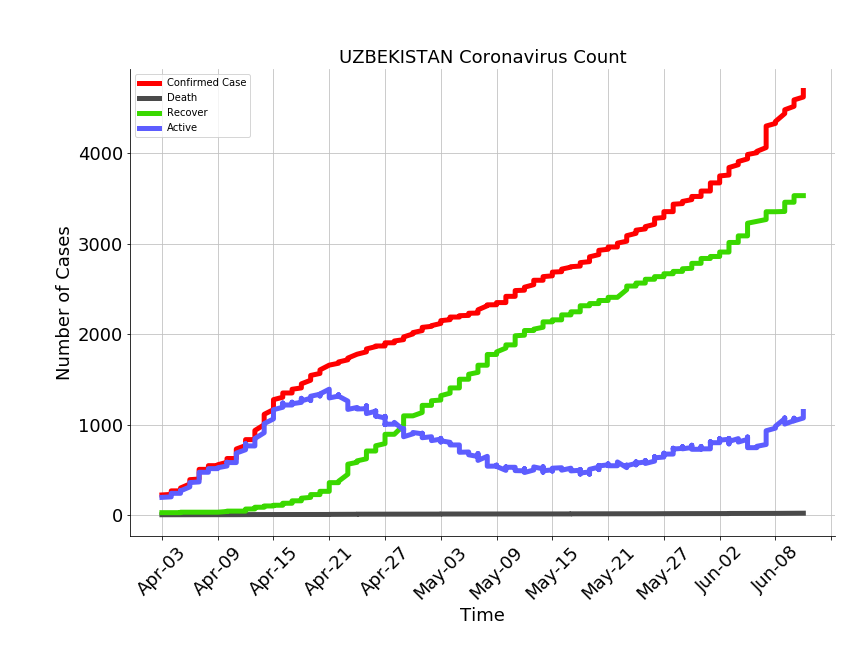 UZBEKISTAN Coronavirus Count
Confirmed Case
Death
Recover
Active
Number of Cases
4000
3000
2000
1000
0
Apr-03
Apr-09
Apr-15
Apr-21
Apr-27
May-03
May-09
May-15
May-21
May-27
Jun-02
Jun-08
Time